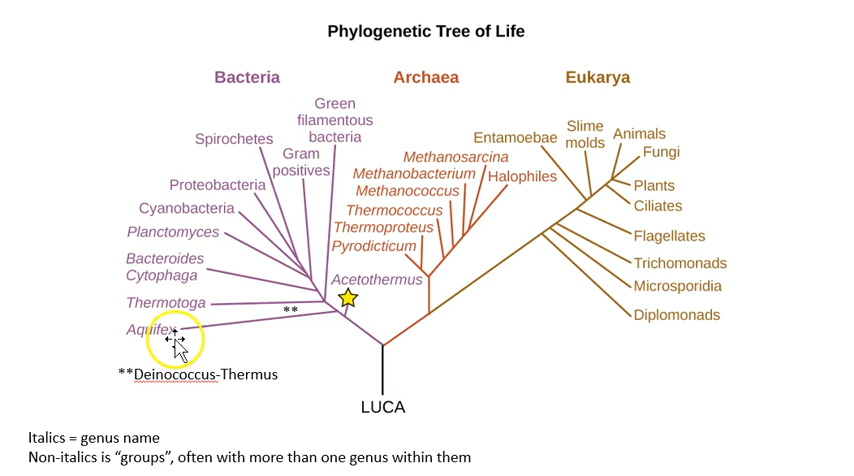 Phylogenetic Tree of Life
Bacteria
Archaea
Eukarya
Green
filamentous
bacteria
Spirochetes
Gram
positives
Proteobacteria
Cyanobacteria
Planctomyces
Bacteroides
Cytophaga
Thermotoga
Aquifex
**
**Deinococcus-Thermus
Acetothermus
Methanosarcina
Methanobacterium
Halophiles
Methanococcus
Thermococcus
Thermoproteus
Pyrodicticum
Entamoebae
Slime
molds
Animals
Fungi
Plants
Ciliates
Flagellates
Trichomonads
Microsporidia
Diplomonads
LUCA
Italics = genus name
Non-italics is “groups”, often with more than one genus within them